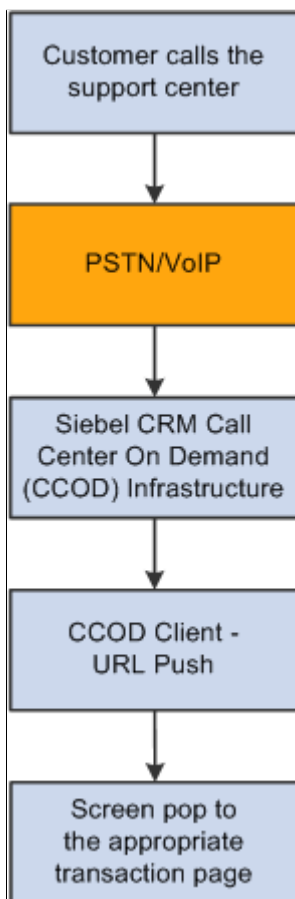 Customer calls the
support center
PSTN/VoIP
Siebel CRM Call
Center On Demand
(CCOD) Infrastructure
CCOD Client -
URL Push
Screen pop to
the appropriate
transaction page